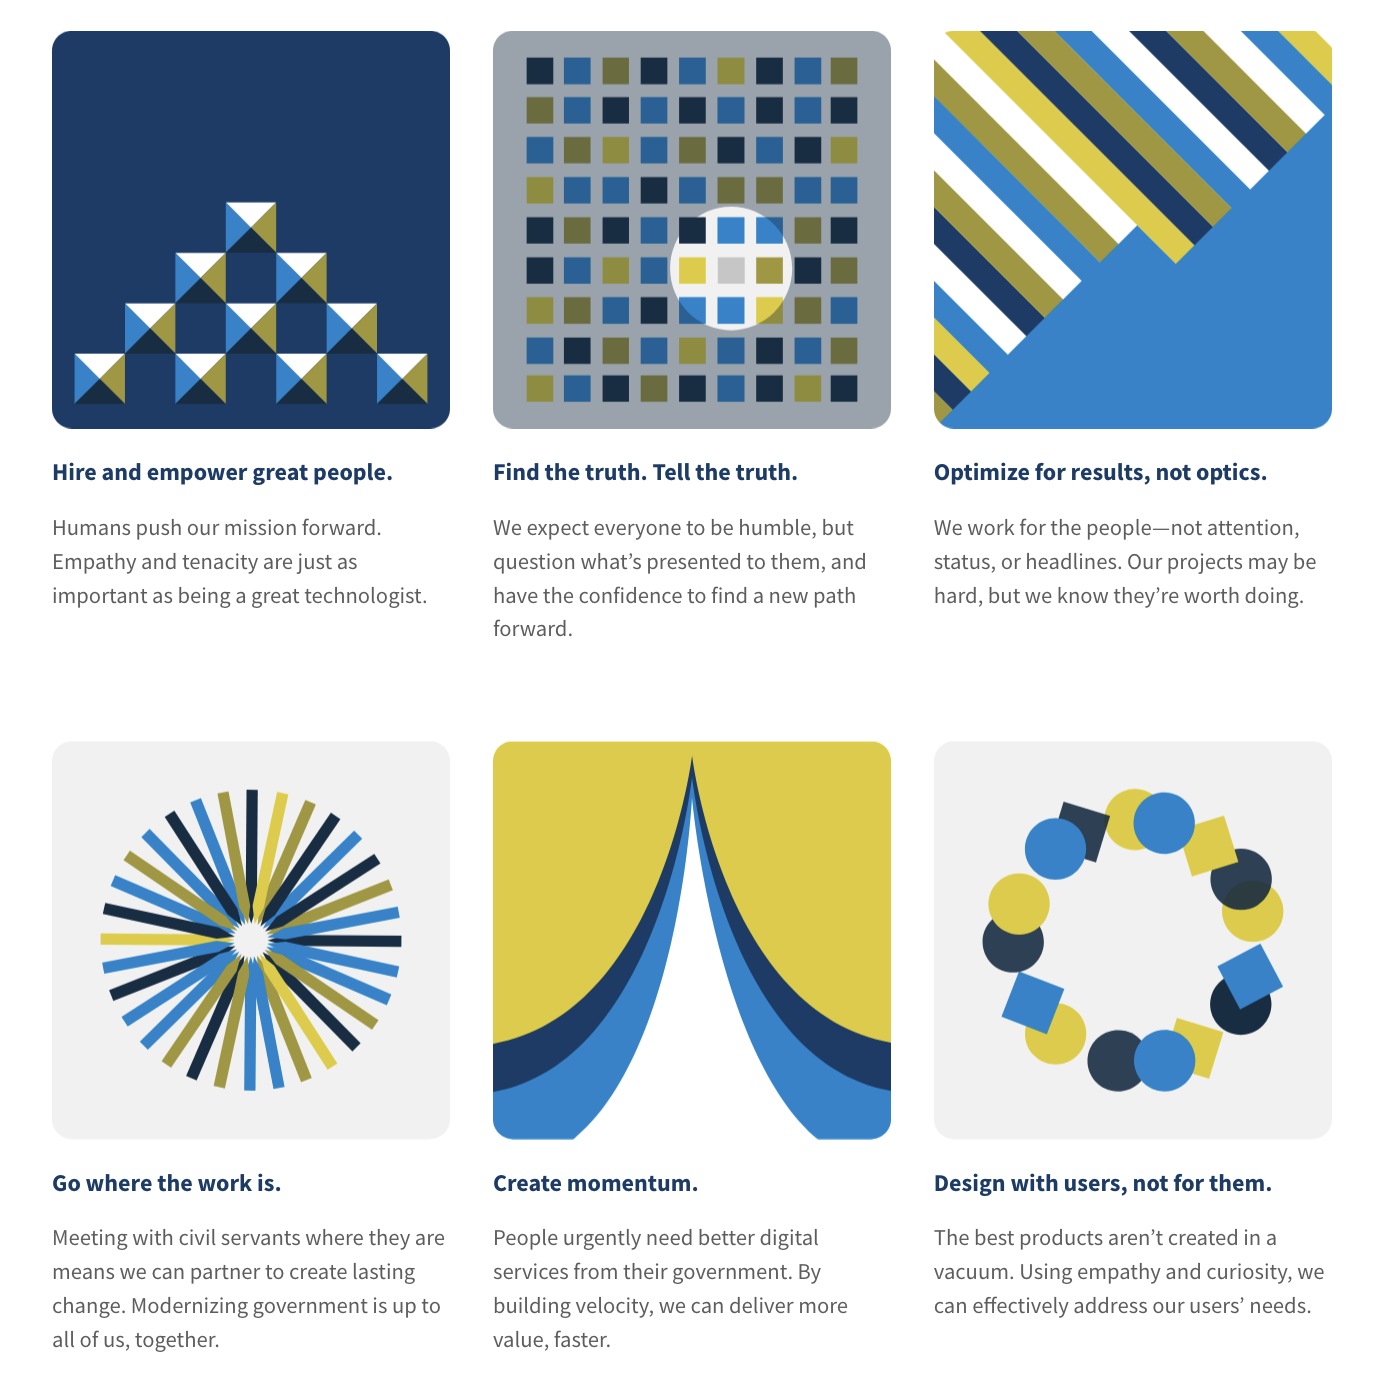 Hire and empower great people.
Humans push our mission forward.
Empathy and tenacity are just as
important as being a great technologist.
Find the truth. Tell the truth.
We expect everyone to be humble, but
question what’s presented to them, and
have the confidence to find a new path
forward.
Optimize for results, not optics.
We work for the people—not attention,
status, or headlines. Our projects may be
hard, but we know they’re worth doing.
Go where the work is.
Meeting with civil servants where they are
means we can partner to create lasting
change. Modernizing government is up to
all of us, together.
Create momentum.
People urgently need better digital
services from their government. By
building velocity, we can deliver more
value, faster.
Design with users, not for them.
The best products aren’t created in a
vacuum. Using empathy and curiosity, we
can effectively address our users’ needs.